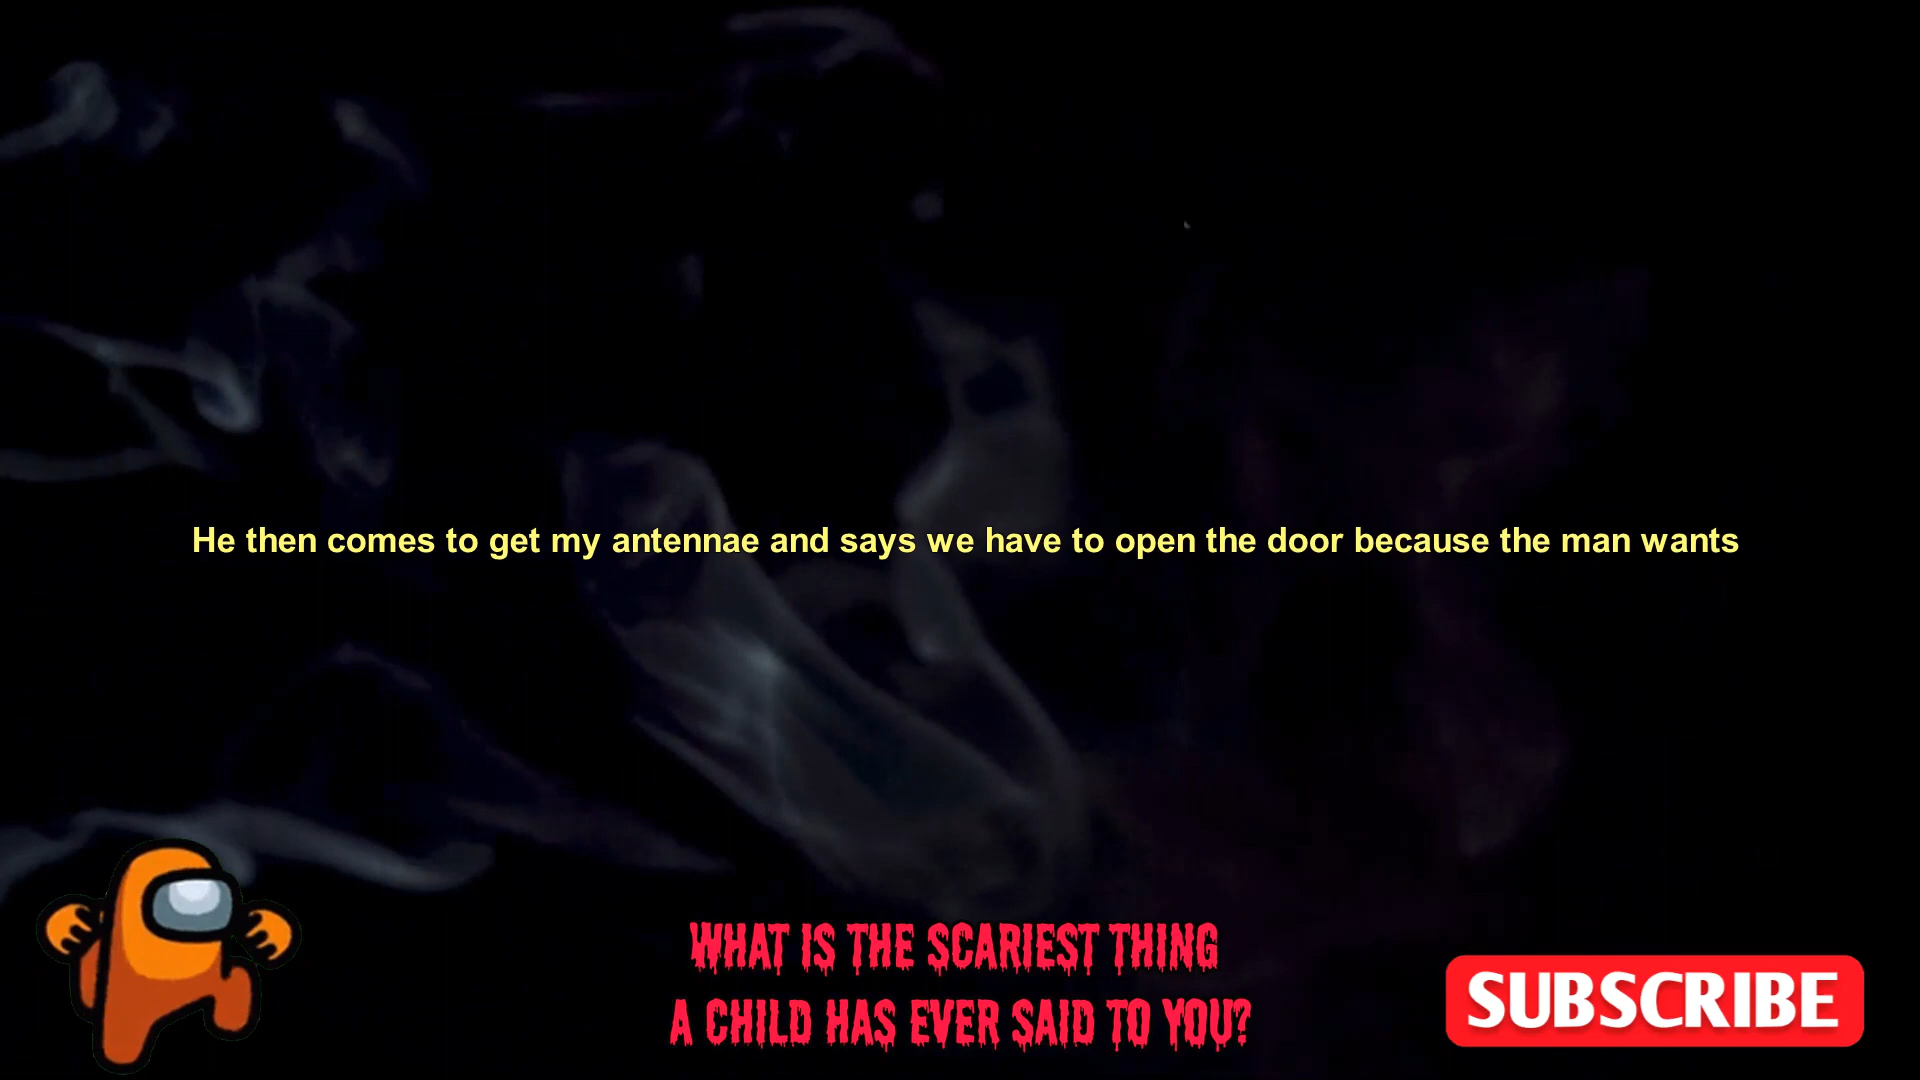 He then comes to get my antennae and says we have to open the door because the man wants
WHAT IS THE SCARIEST THING
A CHILD HAS EVER SAID TO YOU?
SUBSCRIBE